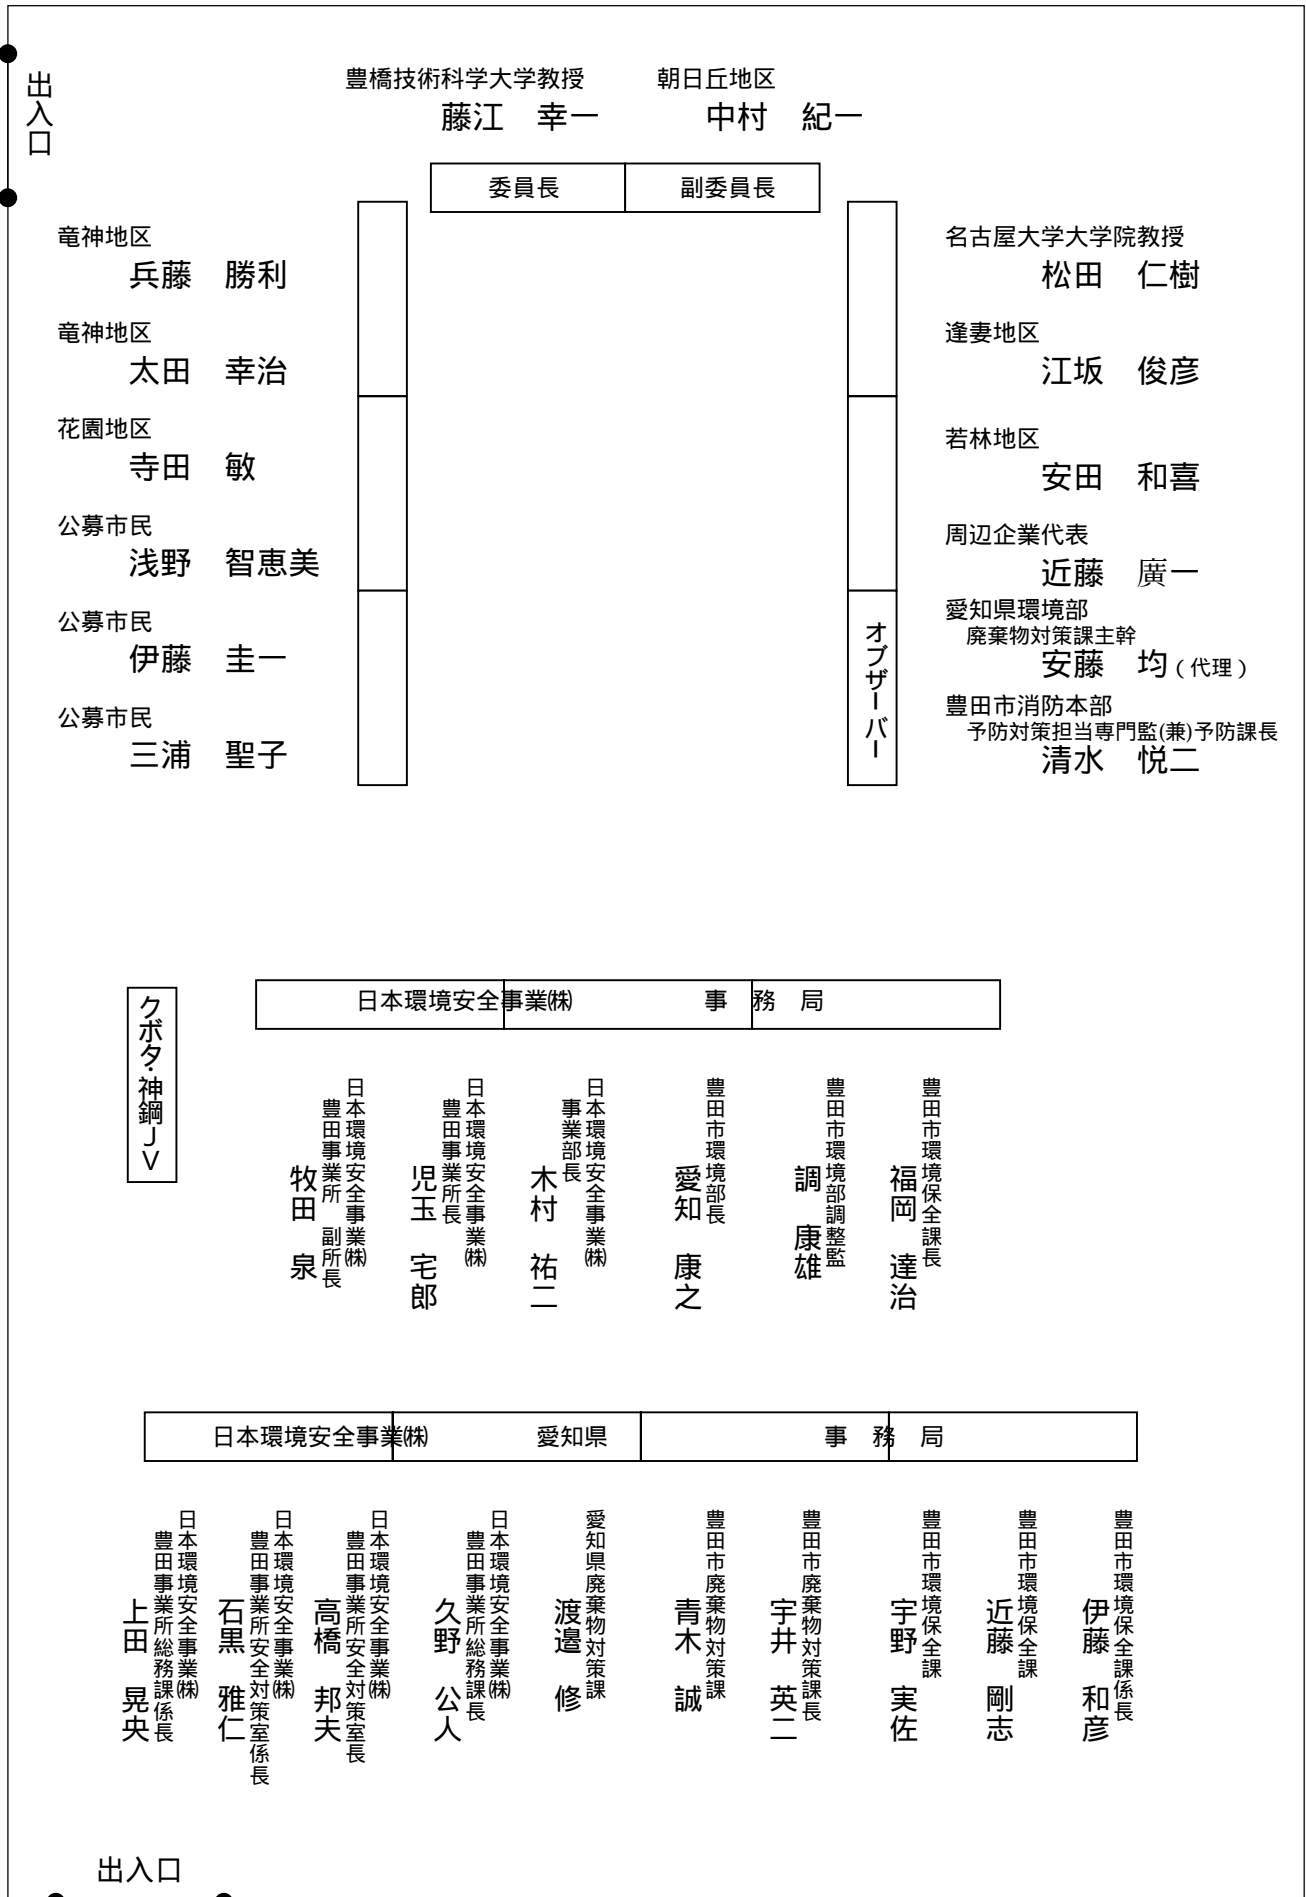 出入口
豊橋技術科学大学教授
藤江　幸一
朝日丘地区
中村　紀一
委員長
副委員長
竜神地区
兵藤　勝利
竜神地区
太田　幸治
花園地区
寺田　敏
公募市民
浅野　智恵美
公募市民
伊藤　圭一
公募市民
三浦　聖子
名古屋大学大学院教授
松田　仁樹
逢妻地区
江坂　俊彦
若林地区
安田　和喜
周辺企業代表
近藤　廣一
愛知県環境部
廃棄物対策課主幹
安藤　均（代理）
豊田市消防本部
予防対策担当専門監(兼)予防課長
清水　悦二
オブザーバー
クボタ・神鋼ＪＶ
日本環境安全事業㈱
事　務　局
日本環境安全事業㈱
豊田事業所　副所長
牧田　泉
日本環境安全事業㈱
豊田事業所長
児玉　宅郎
日本環境安全事業㈱
事業部長
木村　祐二
豊田市環境部長
愛知　康之
豊田市環境部調整監
調　康雄
豊田市環境保全課長
福岡　達治
日本環境安全事業㈱
愛知県
事　務　局
日本環境安全事業㈱
豊田事業所総務課係長
上田　晃央
日本環境安全事業㈱
豊田事業所安全対策室係長
石黒　雅仁
日本環境安全事業㈱
豊田事業所安全対策室長
高橋　邦夫
日本環境安全事業㈱
豊田事業所総務課長
久野　公人
愛知県廃棄物対策課
渡邉　修
豊田市廃棄物対策課
青木　誠
豊田市廃棄物対策課長
宇井　英二
豊田市環境保全課
宇野　実佐
豊田市環境保全課
近藤　剛志
豊田市環境保全課係長
伊藤　和彦
出入口